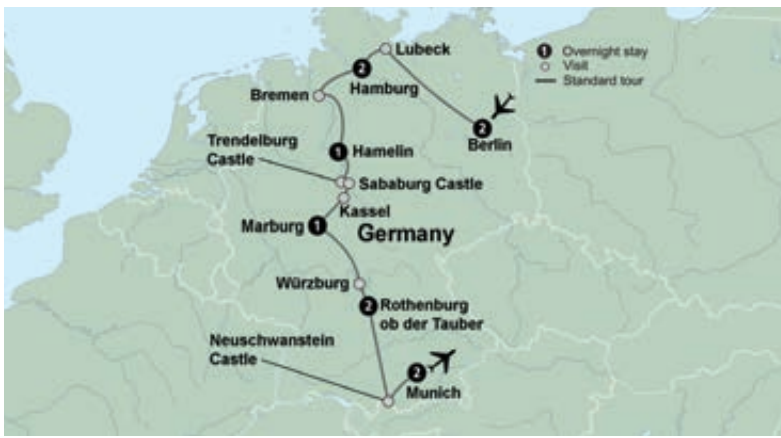 Lubeck
1 Overnight stay
Visit
Standard tour
2
Hamburg
Bremen
2
Berlin
Trendelburg
Castle
1 Hamelin
Sababurg Castle
Kassel
Marburg 1
Germany
Würzburg
2 Rothenburg
ob der Tauber
Neuschwanstein
Castle
2
Munich